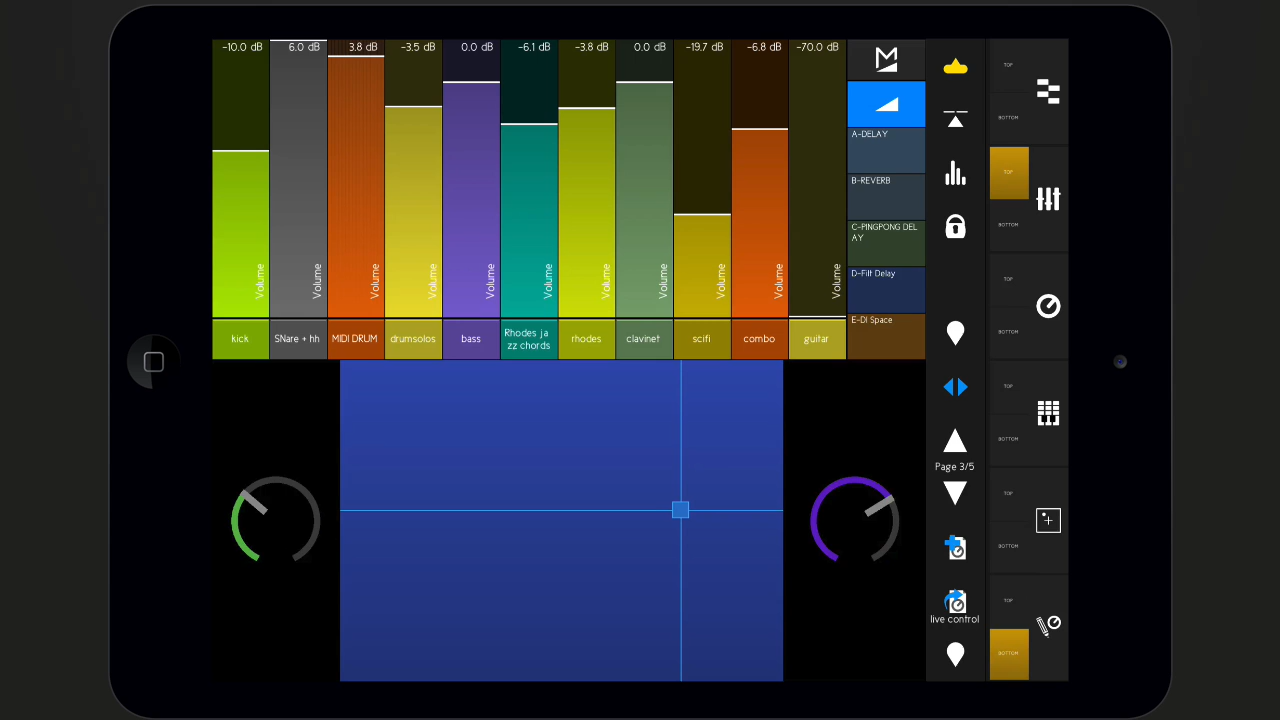 -10.0 dB
6.0 dB
3.8 dB
-3.5 dB
0.0 dB
-6.1 dB
-3.8 dB
0.0 dB
-19.7 dB
-6.8 dB
-70.0 dB
Volume
Volume
Volume
Volume
Volume
Volume
Volume
Volume
Volume
Volume
Volume
kick
SNare + hh
MIDI DRUM
drumsolos
bass
Rhodes ja
zz chords
rhodes
clavinet
scifi
combo
guitar
A-DELAY
B-REVERB
C-PINGPONG DEL
AY
D-Filt Delay
E-DI Space
Page 3/5
live control
TOP
BOTTOM
TOP
BOTTOM
TOP
BOTTOM
TOP
BOTTOM
TOP
BOTTOM
TOP
BOTTOM